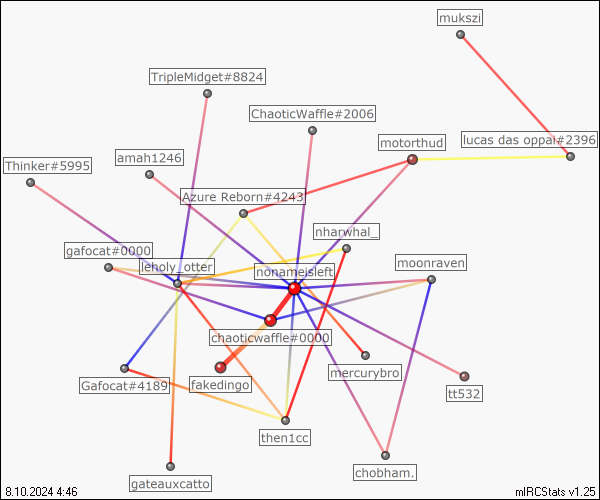 mukszi
TripleMidget#8824
ChaoticWaffle#2006
motorthud
lucas das oppai#2396
Thinker#5995
amah1246
Azure Reborn#4243
nharwhal_
gafocat#0000
leholy_otter
nonameisleft
moonraven
chaoticwaffle#0000
mercurybro
Gafocat#4189
fakedingo
tt532
then1cc
chobham.
gateauxcatto
8.10.2024 4:46
mIRCStats v1.25